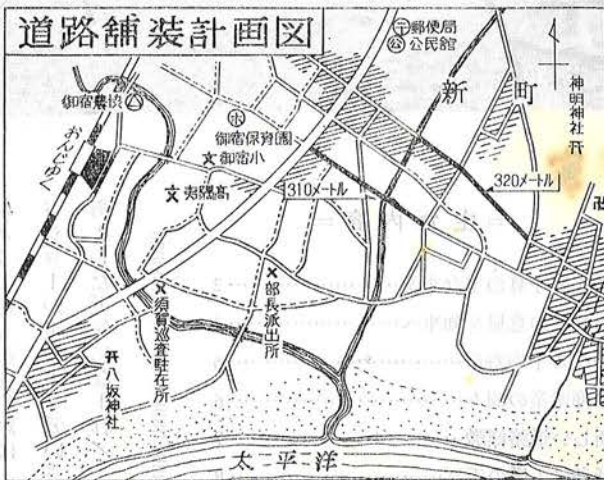 道路舗装計画図
〒郵便局
公公民館
新町
神明神社
御宿農協
おんじゅく
ホ
御宿保育園
御宿小
文夷隅高
310メートル
320メートル
須賀巡査駐在所
部長派出所
八坂神社
太平洋